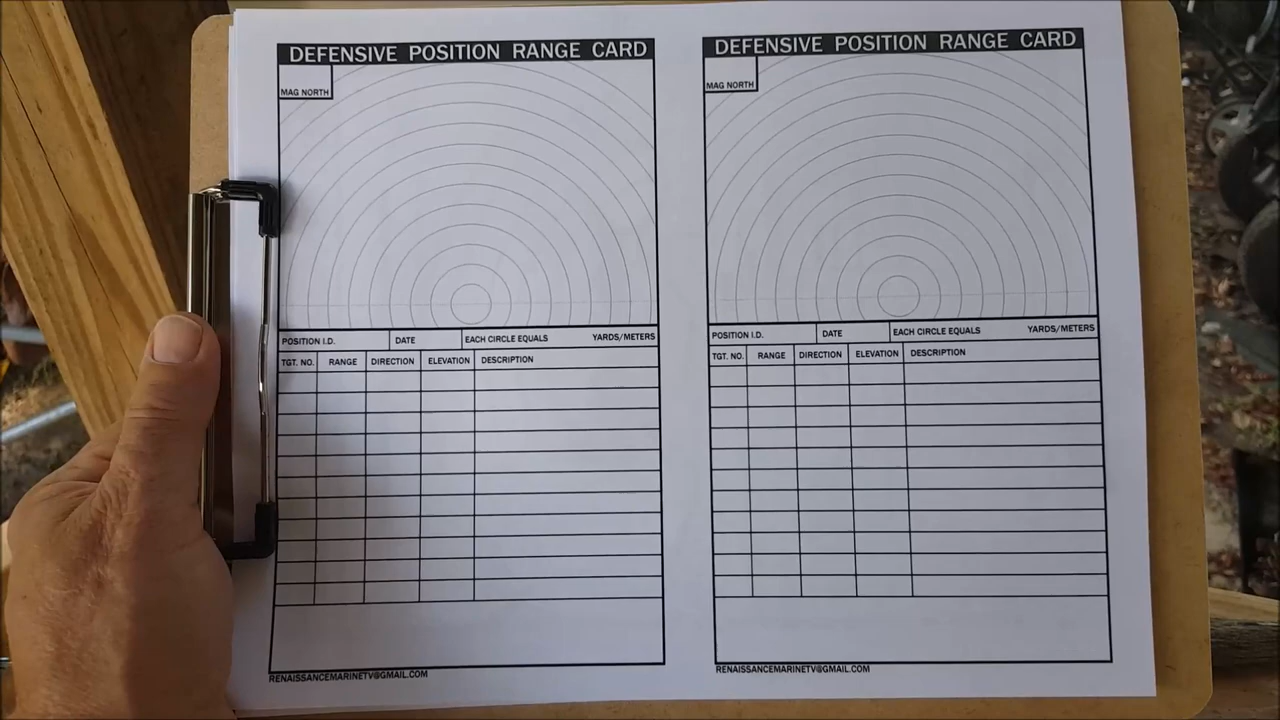 DEFENSIVE POSITION RANGE CARD
MAG NORTH
POSITION I.D. DATE EACH CIRCLE EQUALS YARDS/METERS
TGT. NO. RANGE DIRECTION ELEVATION DESCRIPTION
RENAISSANCEMARINETV@GMAIL.COM
DEFENSIVE POSITION RANGE CARD
MAG NORTH
POSITION I.D. DATE EACH CIRCLE EQUALS YARDS/METERS
TGT. NO. RANGE DIRECTION ELEVATION DESCRIPTION
RENAISSANCEMARINETV@GMAIL.COM